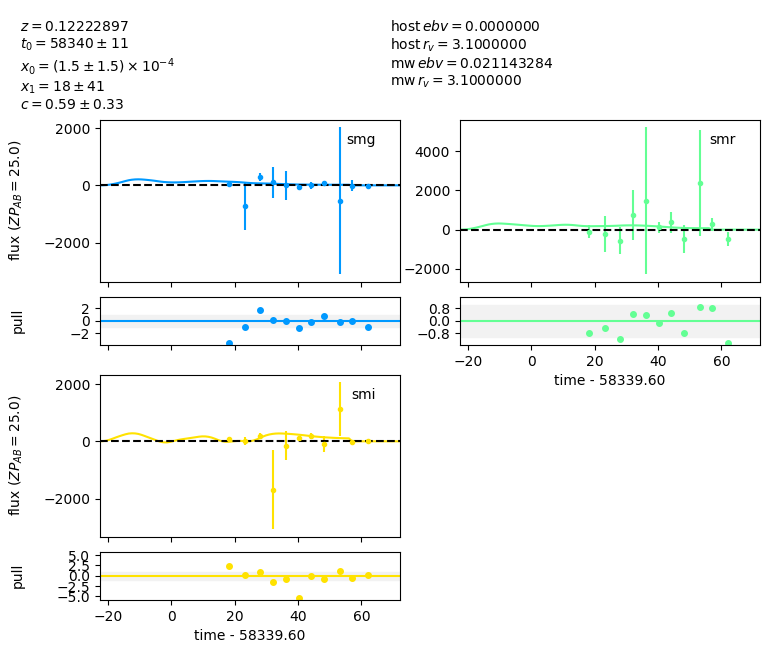 z = 0.12222897
t₀ = 58340 ± 11
x₀ = (1.5 ± 1.5) × 10⁻⁴
x₁ = 18 ± 41
c = 0.59 ± 0.33
host ebv = 0.0000000
host r_v = 3.1000000
mw ebv = 0.021143284
mw r_v = 3.1000000
smg
2000
0
−2000
flux (ZP_AB = 25.0)
smr
4000
2000
0
−2000
2
0
−2
pull
0.8
0.0
−0.8
−20 0 20 40 60
time - 58339.60
smi
2000
0
−2000
flux (ZP_AB = 25.0)
5.0
2.5
0.0
−2.5
−5.0
pull
−20 0 20 40 60
time - 58339.60